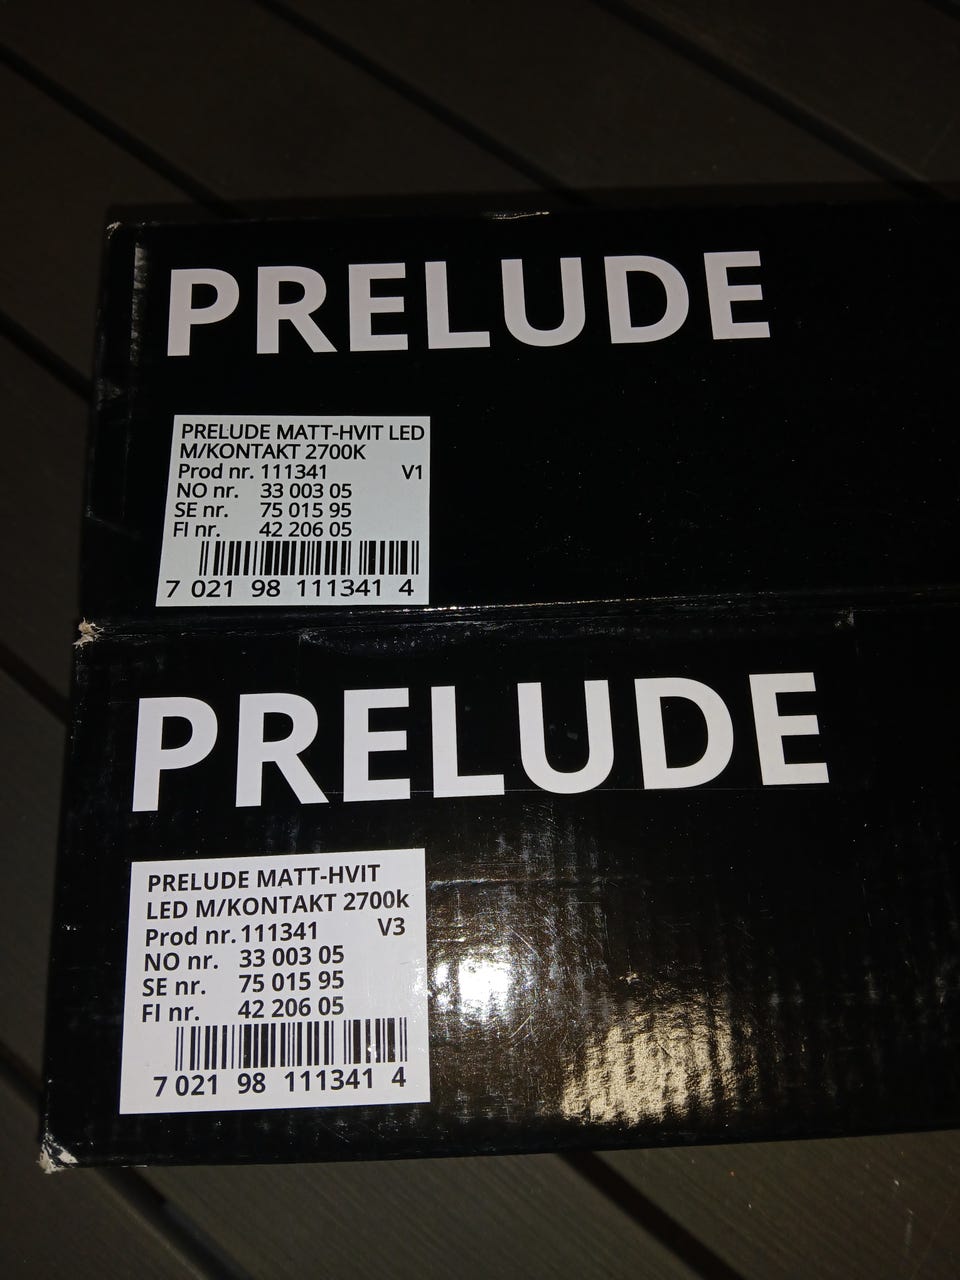 PRELUDE
PRELUDE MATT-HVIT LED
M/KONTAKT 2700K
Prod nr. 111341 V1
NO nr. 33 003 05
SE nr. 75 015 95
FI nr. 42 206 05
7 021 98 111341 4
PRELUDE
PRELUDE MATT-HVIT
LED M/KONTAKT 2700k
Prod nr. 111341 V3
NO nr. 33 003 05
SE nr. 75 015 95
FI nr. 42 206 05
7 021 98 111341 4